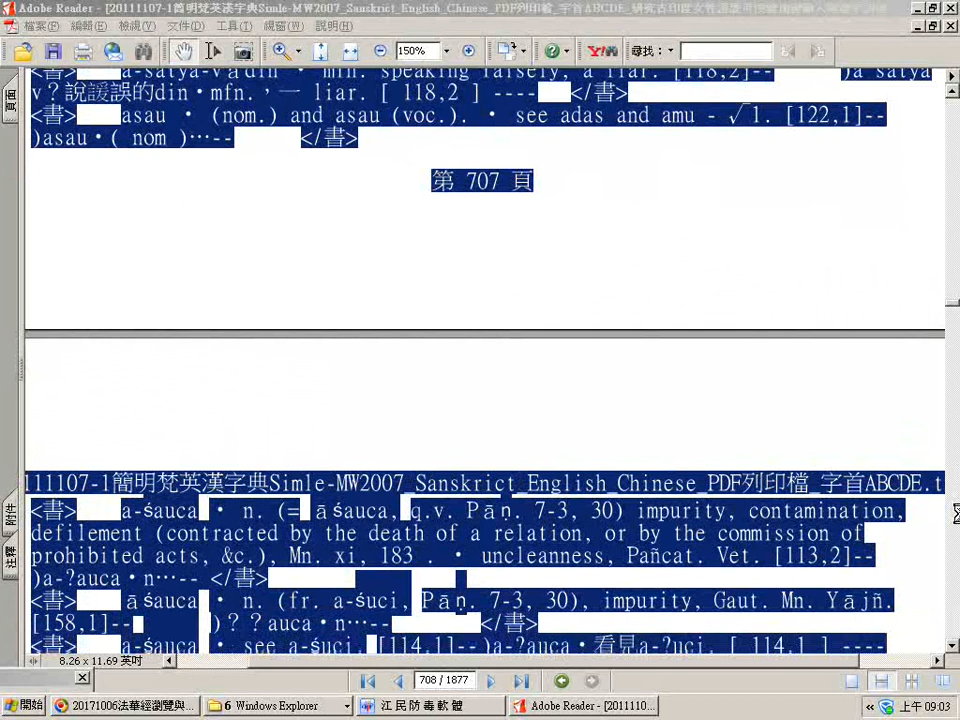 Adobe Reader - [20111107-1簡明梵英漢字典Simle-MW2007_Sanskrict_English_Chinese_PDF列印檔_字首ABCDE_
檔案(F) 編輯(E) 檢視(V) 文件(D) 工具(T) 視窗(W) 說明(H)
150% 尋找:
頁面
<書> a-satya-vādin · mfn. speaking falsely, a liar. [118,2]-- )a satya
v？說謊誤的din·mfn.，一 liar. [ 118,2 ] ---- </書>
<書> asau · (nom.) and asau (voc.). · see adas and amu - √1. [122,1]--
)asau·( nom )…-- </書>
第 707 頁
111107-1簡明梵英漢字典Simle-MW2007_Sanskrict_English_Chinese_PDF列印檔_字首ABCDE.t
<書> a-śauca · n. (= āśauca, q.v. Pāṇ. 7-3, 30) impurity, contamination,
defilement (contracted by the death of a relation, or by the commission of
prohibited acts, &c.), Mn. xi, 183 · uncleanness, Pañcat. Vet. [113,2]--
)a-?auca·n…-- </書>
<書> āśauca · n. (fr. a-śuci, Pāṇ. 7-3, 30), impurity, Gaut. Mn. Yājñ.
[158,1]-- )？？auca·n…-- </書>
<書> a-śauca · see a-śuci. [114,1]--)a-?auca·看見a-?uci. [ 114,1 ] ----
附件
注釋
8.26 x 11.69 英吋
708 / 1877
開始 20171006法華經瀏覽與... 6 Windows Explorer 江民防毒軟體 Adobe Reader - [2011110... 上午 09:03